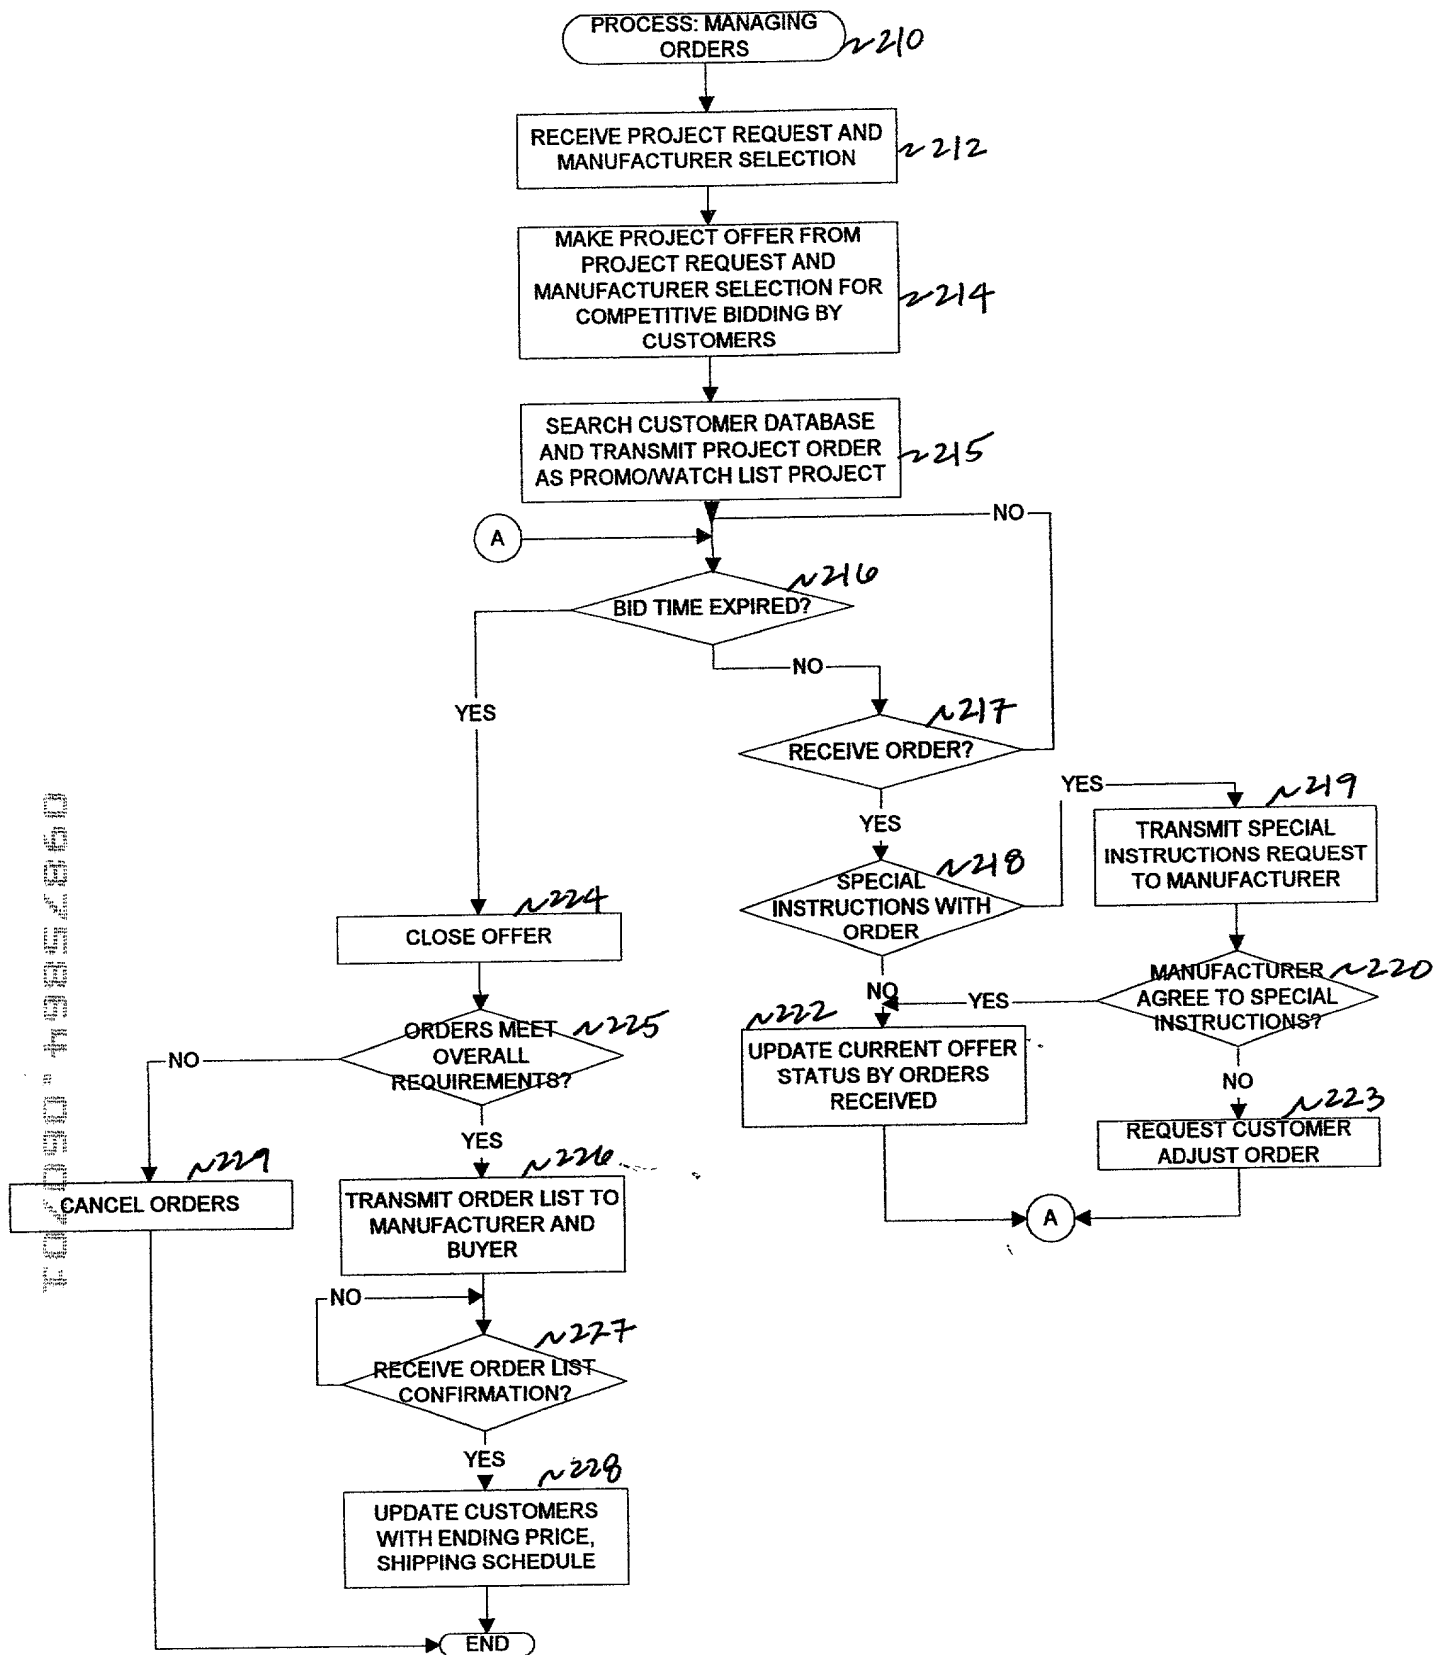 PROCESS: MANAGING
ORDERS
~210
RECEIVE PROJECT REQUEST AND
MANUFACTURER SELECTION
~212
MAKE PROJECT OFFER FROM
PROJECT REQUEST AND
MANUFACTURER SELECTION FOR
COMPETITIVE BIDDING BY
CUSTOMERS
~214
SEARCH CUSTOMER DATABASE
AND TRANSMIT PROJECT ORDER
AS PROMO/WATCH LIST PROJECT
~215
NO
A
~216
BID TIME EXPIRED?
NO
YES
~217
RECEIVE ORDER?
YES
~219
TRANSMIT SPECIAL
INSTRUCTIONS REQUEST
TO MANUFACTURER
YES
~218
SPECIAL
INSTRUCTIONS WITH
ORDER
~224
CLOSE OFFER
MANUFACTURER
AGREE TO SPECIAL
INSTRUCTIONS?
~220
NO
YES
~222
UPDATE CURRENT OFFER
STATUS BY ORDERS
RECEIVED
ORDERS MEET
OVERALL
REQUIREMENTS?
~225
NO
NO
~223
REQUEST CUSTOMER
ADJUST ORDER
YES
~229
CANCEL ORDERS
~226
TRANSMIT ORDER LIST TO
MANUFACTURER AND
BUYER
A
NO
~227
RECEIVE ORDER LIST
CONFIRMATION?
YES
~228
UPDATE CUSTOMERS
WITH ENDING PRICE,
SHIPPING SCHEDULE
END
09875864.060701